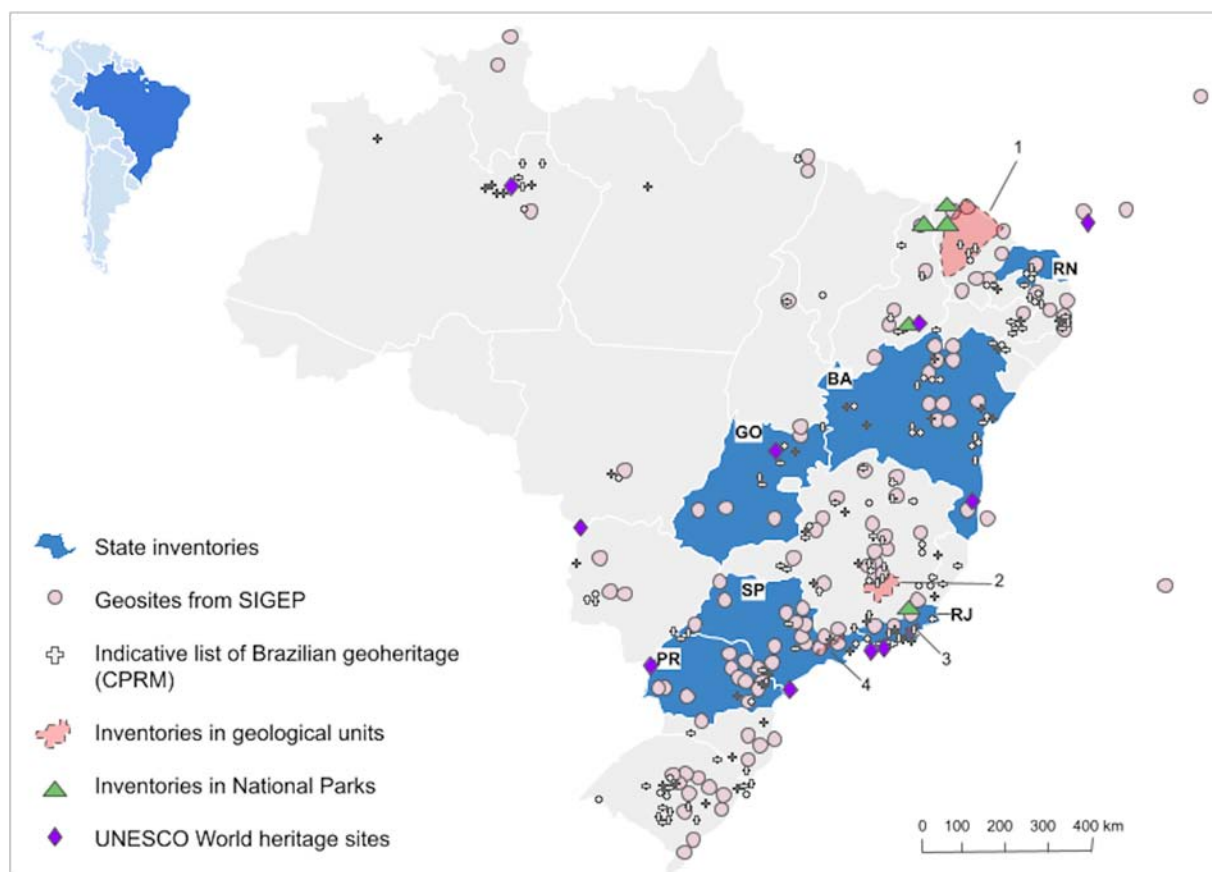 1
RN
BA
GO
State inventories
Geosites from SIGEP
SP
2
RJ
Indicative list of Brazilian geoheritage
(CPRM)
PR
3
4
Inventories in geological units
Inventories in National Parks
UNESCO World heritage sites
0 100 200 300 400 km